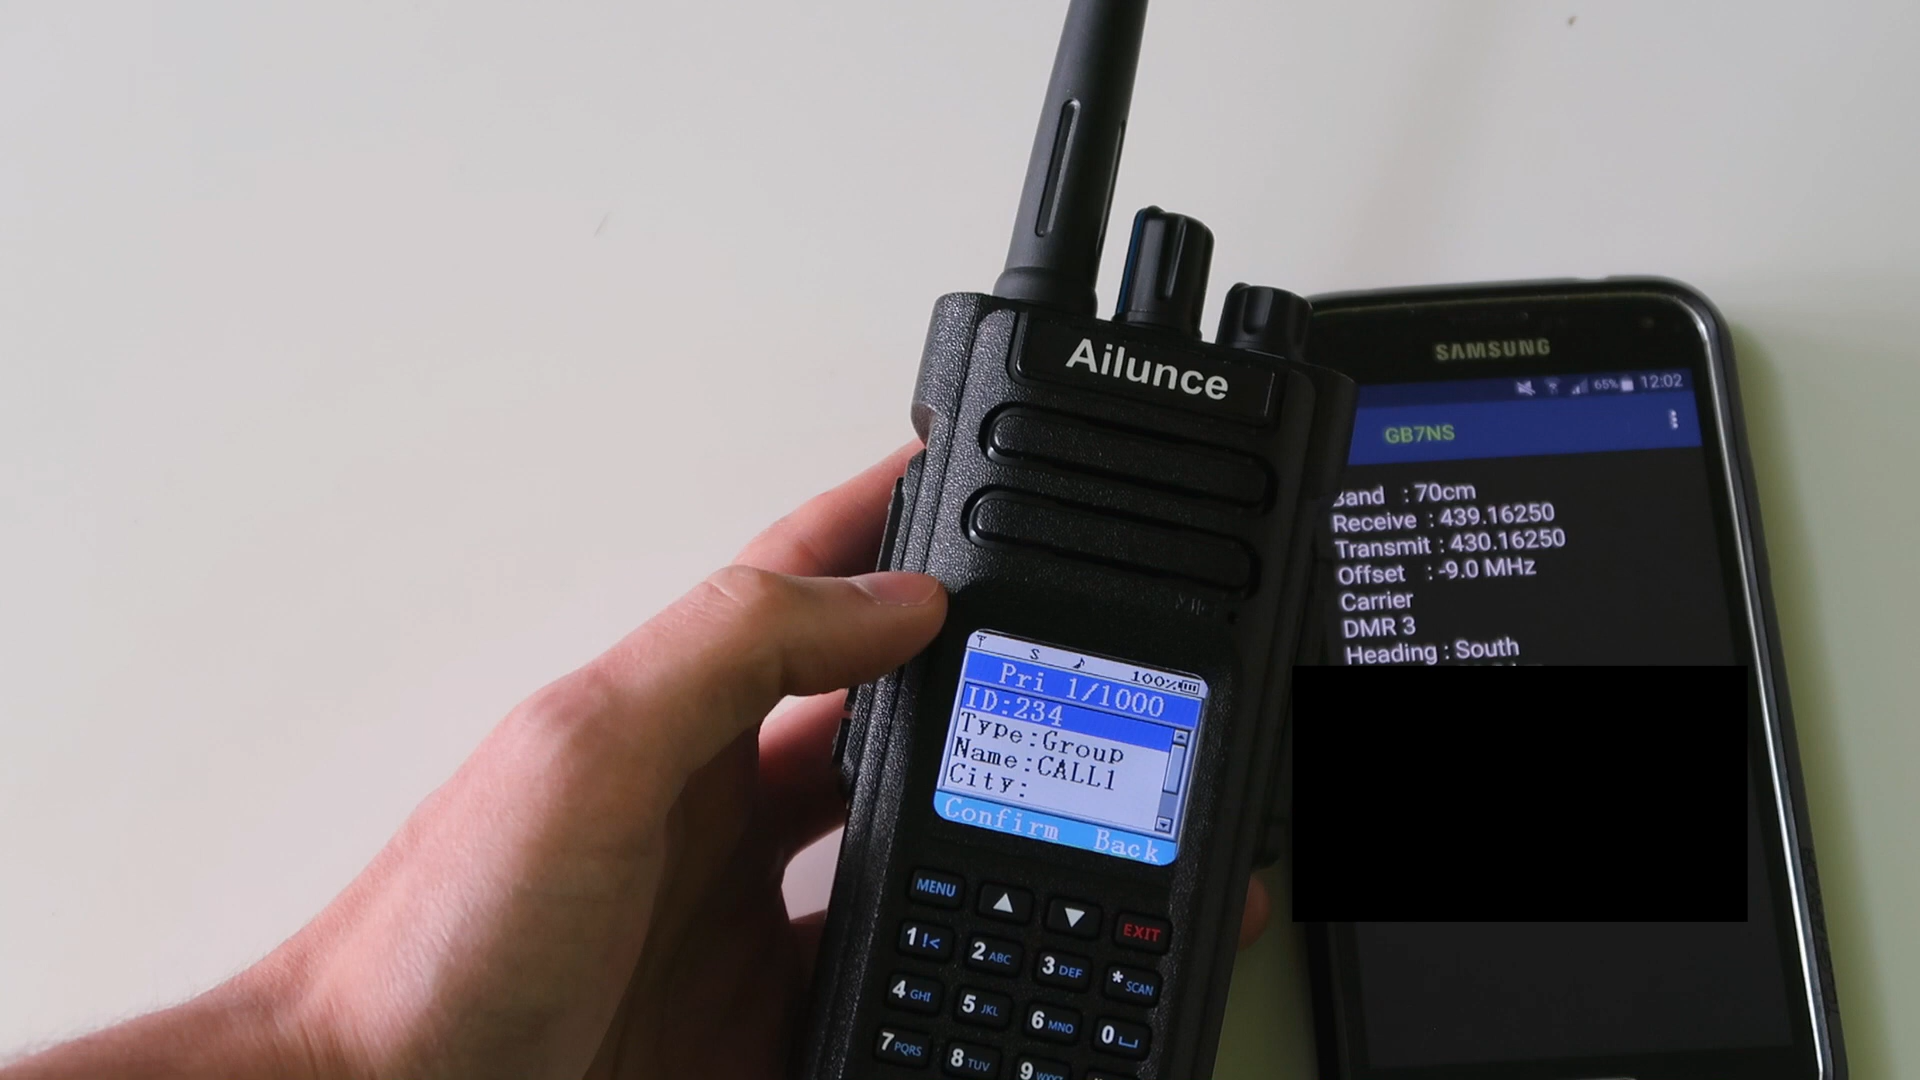 Ailunce
S 100%
Pri 1/1000
ID:234
Type:Group
Name:CALL1
City:
Confirm Back
MENU ▲ ▼ EXIT
1 |< 2 ABC 3 DEF * SCAN
4 GHI 5 JKL 6 MNO 0
7 PQRS 8 TUV 9 WXYZ
SAMSUNG
65% 12:02
GB7NS
Band : 70cm
Receive : 439.16250
Transmit : 430.16250
Offset : -9.0 MHz
Carrier
DMR 3
Heading : South